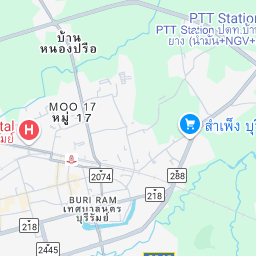 PTT Station
PTT Station ปตท.บ้าน
ยาง (น้ำมัน+NGV+
บ้าน
หนองปรือ
MOO 17
หมู่ 17
tal
รัมย์
H
สำเพ็ง บุ
2074
288
BURI RAM
เทศบาลนคร
บุรีรัมย์
218
218
219
2445